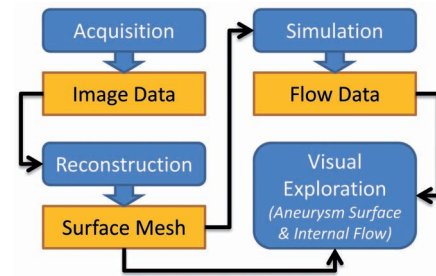 Acquisition
Image Data
Reconstruction
Surface Mesh
Simulation
Flow Data
Visual
Exploration
(Aneurysm Surface
& Internal Flow)